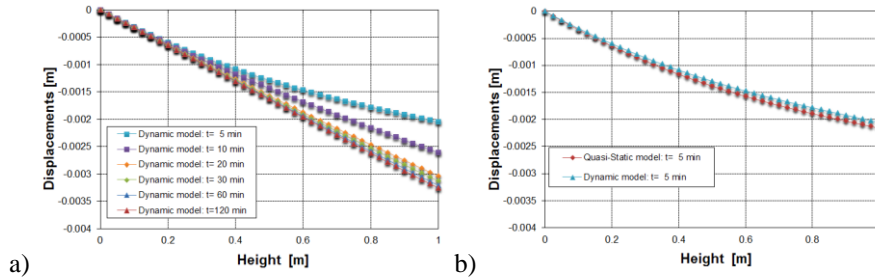 0
-0.0005
-0.001
-0.0015
-0.002
-0.0025
-0.003
-0.0035
-0.004
Displacements [m]
Dynamic model: t= 5 min
Dynamic model: t= 10 min
Dynamic model: t= 20 min
Dynamic model: t= 30 min
Dynamic model: t= 60 min
Dynamic model: t=120 min
0 0.2 0.4 0.6 0.8 1
Height [m]
a)
0
-0.0005
-0.001
-0.0015
-0.002
-0.0025
-0.003
-0.0035
-0.004
Displacements [m]
Quasi-Static model: t= 5 min
Dynamic model: t= 5 min
0 0.2 0.4 0.6 0.8
Height [m]
b)